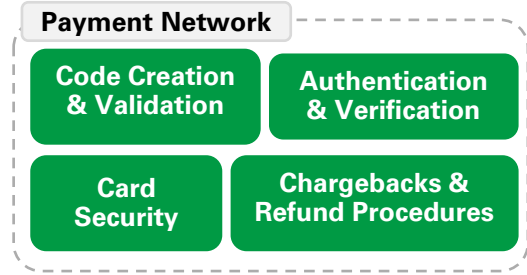 Payment Network
Code Creation
& Validation
Authentication
& Verification
Card
Security
Chargebacks &
Refund Procedures